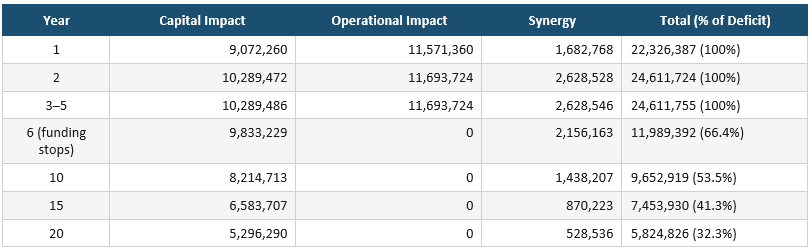 Year Capital Impact Operational Impact Synergy Total (% of Deficit)
1 9,072,260 11,571,360 1,682,768 22,326,387 (100%)
2 10,289,472 11,693,724 2,628,528 24,611,724 (100%)
3–5 10,289,486 11,693,724 2,628,546 24,611,755 (100%)
6 (funding
stops) 9,833,229 0 2,156,163 11,989,392 (66.4%)
10 8,214,713 0 1,438,207 9,652,919 (53.5%)
15 6,583,707 0 870,223 7,453,930 (41.3%)
20 5,296,290 0 528,536 5,824,826 (32.3%)